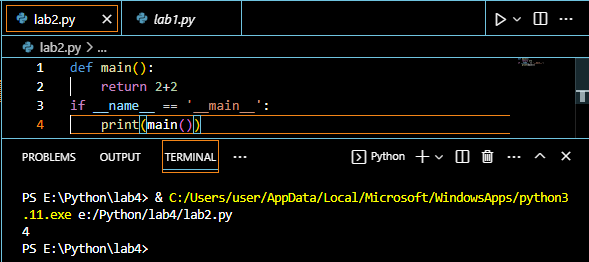 lab2.py lab1.py
lab2.py > ...
1 def main():
2     return 2+2
3 if __name__ == '__main__':
4     print(main())
PROBLEMS OUTPUT TERMINAL ... Python
PS E:\Python\lab4> & C:/Users/user/AppData/Local/Microsoft/WindowsApps/python3
.11.exe e:/Python/lab4/lab2.py
4
PS E:\Python\lab4>